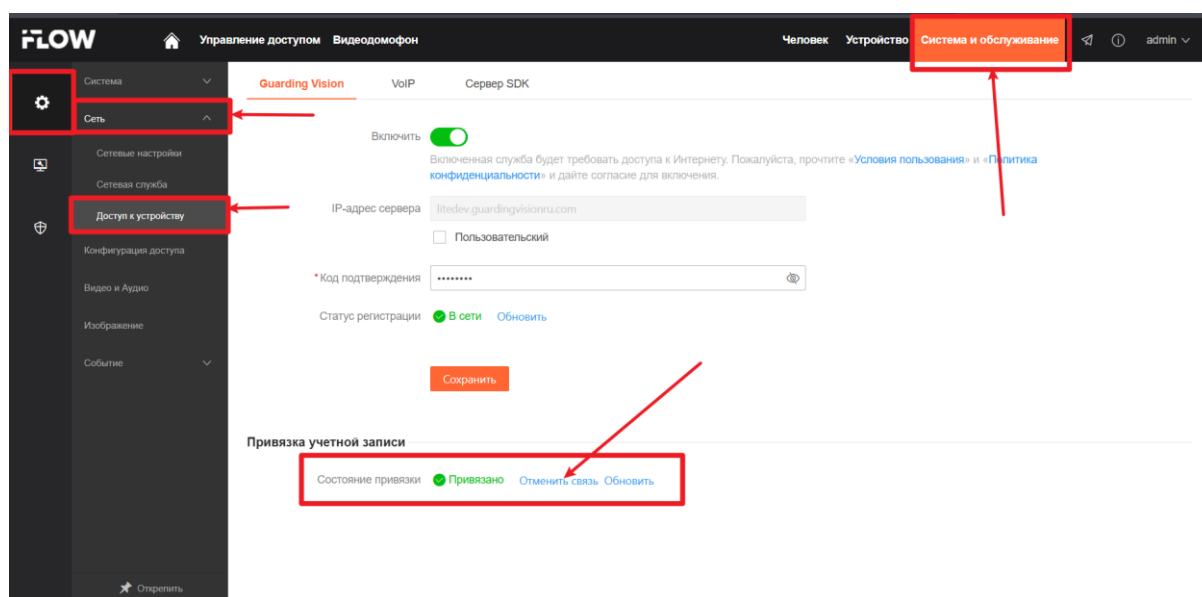 iFLOW
Управление доступом Видеодомофон
Человек Устройство Система и обслуживание admin
Система
Сеть
Сетевые настройки
Сетевая служба
Доступ к устройству
Конфигурация доступа
Видео и Аудио
Изображение
Событие
Открепить
Guarding Vision VoIP Сервер SDK
Включить
Включенная служба будет требовать доступа к Интернету. Пожалуйста, прочтите «Условия пользования» и «Политика
конфиденциальности» и дайте согласие для включения.
IP-адрес сервера litedev.guardingvisionru.com
Пользовательский
*Код подтверждения ••••••••
Статус регистрации В сети Обновить
Сохранить
Привязка учетной записи
Состояние привязки Привязано Отменить связь Обновить